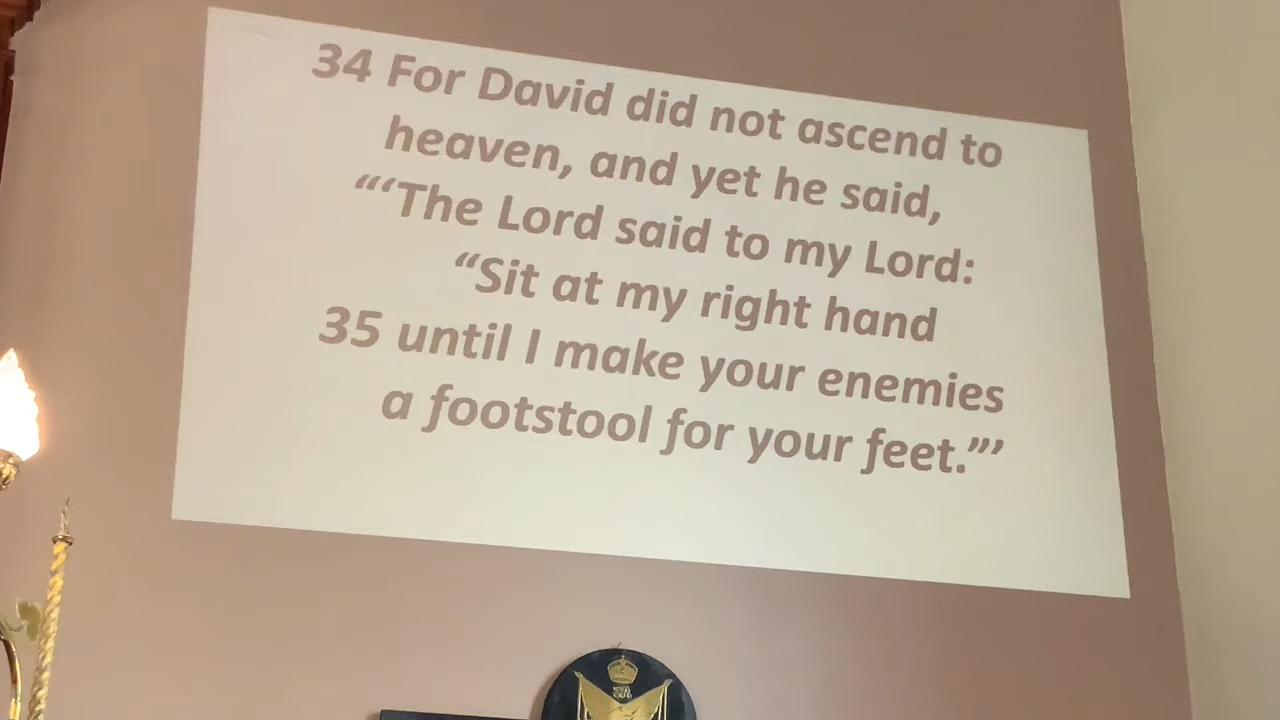 34 For David did not ascend to
heaven, and yet he said,
“‘The Lord said to my Lord:
“Sit at my right hand
35 until I make your enemies
a footstool for your feet.”’